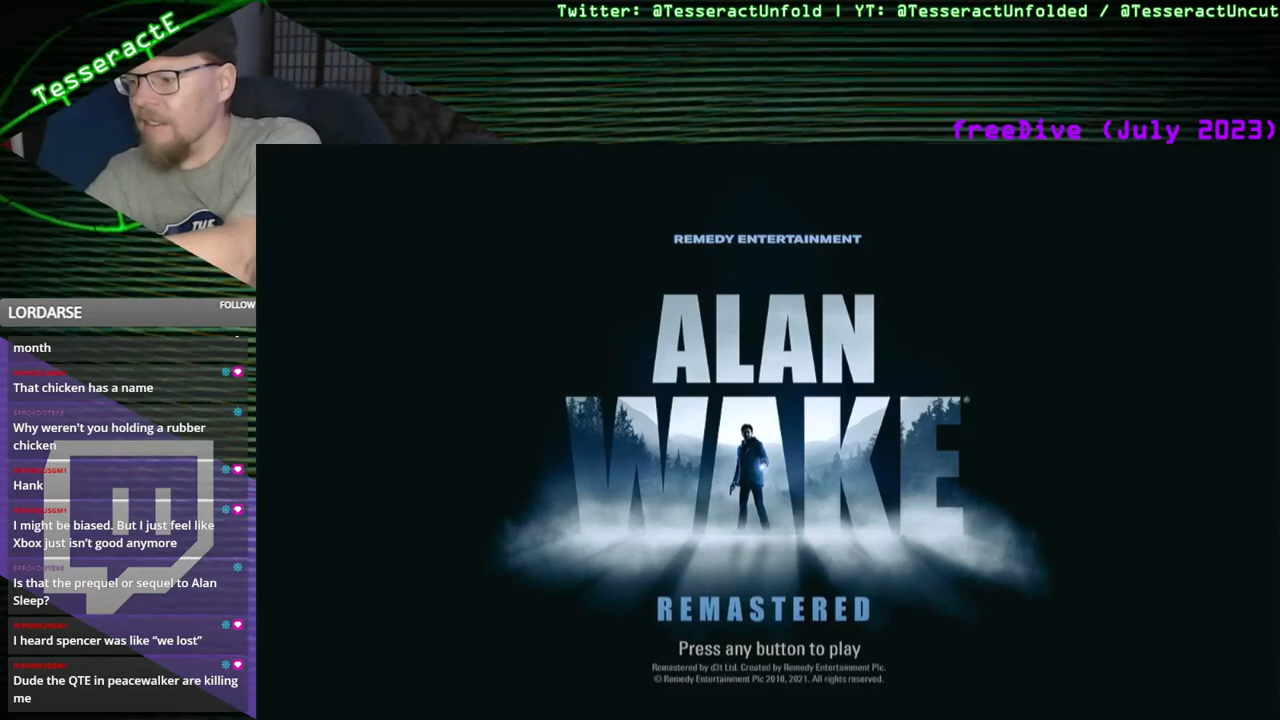 Twitter: @TesseractUnfold | YT: @TesseractUnfolded / @TesseractUncut
TesseractE
freeDive (July 2023)
THE
LORDARSE
FOLLOW
month
That chicken has a name
Why weren't you holding a rubber
chicken
Hank
I might be biased. But I just feel like
Xbox just isn't good anymore
Is that the prequel or sequel to Alan
Sleep?
I heard spencer was like “we lost”
Dude the QTE in peacewalker are killing
me
REMEDY ENTERTAINMENT
ALAN
WAKE®
REMASTERED
Press any button to play
Remastered by d3t Ltd. Created by Remedy Entertainment Plc.
© Remedy Entertainment Plc 2010, 2021. All rights reserved.